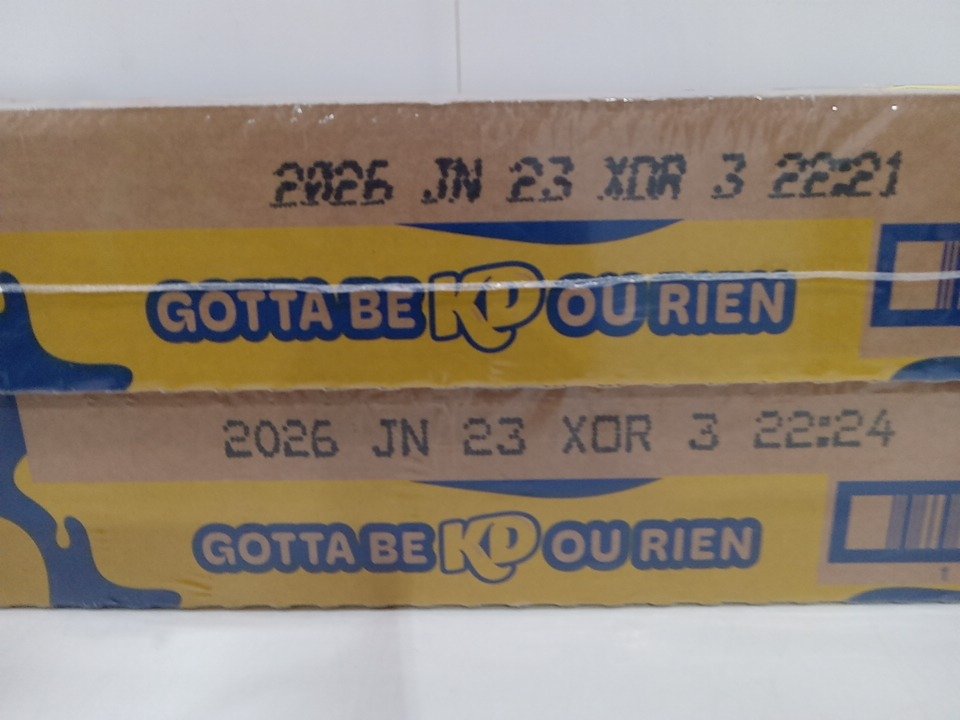 2026 JN 23 XOR 3 22:21
GOTTA BE KD OU RIEN
2026 JN 23 XOR 3 22:24
GOTTA BE KD OU RIEN